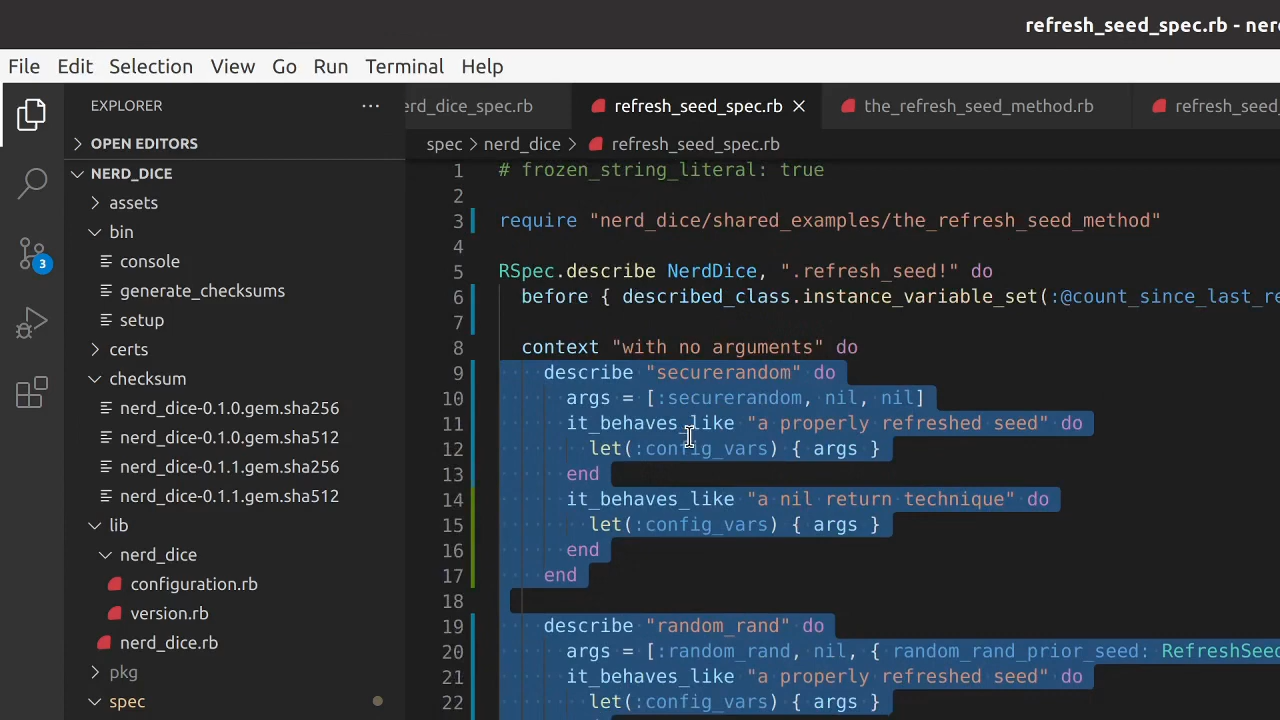 refresh_seed_spec.rb - ner
File Edit Selection View Go Run Terminal Help
EXPLORER
OPEN EDITORS
NERD_DICE
assets
bin
console
generate_checksums
setup
certs
checksum
nerd_dice-0.1.0.gem.sha256
nerd_dice-0.1.0.gem.sha512
nerd_dice-0.1.1.gem.sha256
nerd_dice-0.1.1.gem.sha512
lib
nerd_dice
configuration.rb
version.rb
nerd_dice.rb
pkg
spec
3
erd_dice_spec.rb refresh_seed_spec.rb the_refresh_seed_method.rb refresh_seed_
spec > nerd_dice > refresh_seed_spec.rb
1 # frozen_string_literal: true
2
3 require "nerd_dice/shared_examples/the_refresh_seed_method"
4
5 RSpec.describe NerdDice, ".refresh_seed!" do
6 before { described_class.instance_variable_set(:@count_since_last_re
7
8 context "with no arguments" do
9 describe "securerandom" do
10 args = [:securerandom, nil, nil]
11 it_behaves_like "a properly refreshed seed" do
12 let(:config_vars) { args }
13 end
14 it_behaves_like "a nil return technique" do
15 let(:config_vars) { args }
16 end
17 end
18
19 describe "random_rand" do
20 args = [:random_rand, nil, { random_rand_prior_seed: RefreshSeed
21 it_behaves_like "a properly refreshed seed" do
22 let(:config_vars) { args }